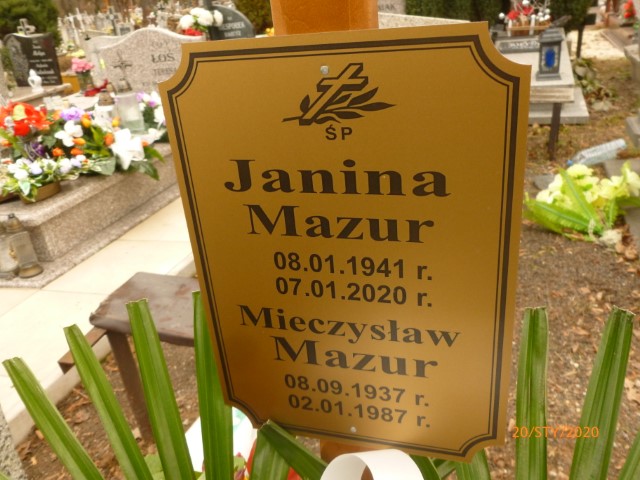 ŚP
Janina
Mazur
08.01.1941 r.
07.01.2020 r.
Mieczysław
Mazur
08.09.1937 r.
02.01.1987 r.
LOS
20/STY/2020